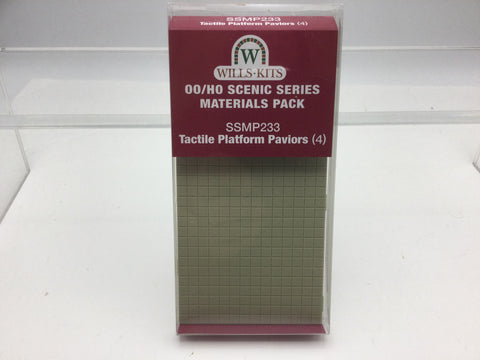 SSMP233
Tactile Platform Paviors (4)
W
WILLS·KITS
OO/HO SCENIC SERIES
MATERIALS PACK
SSMP233
Tactile Platform Paviors (4)